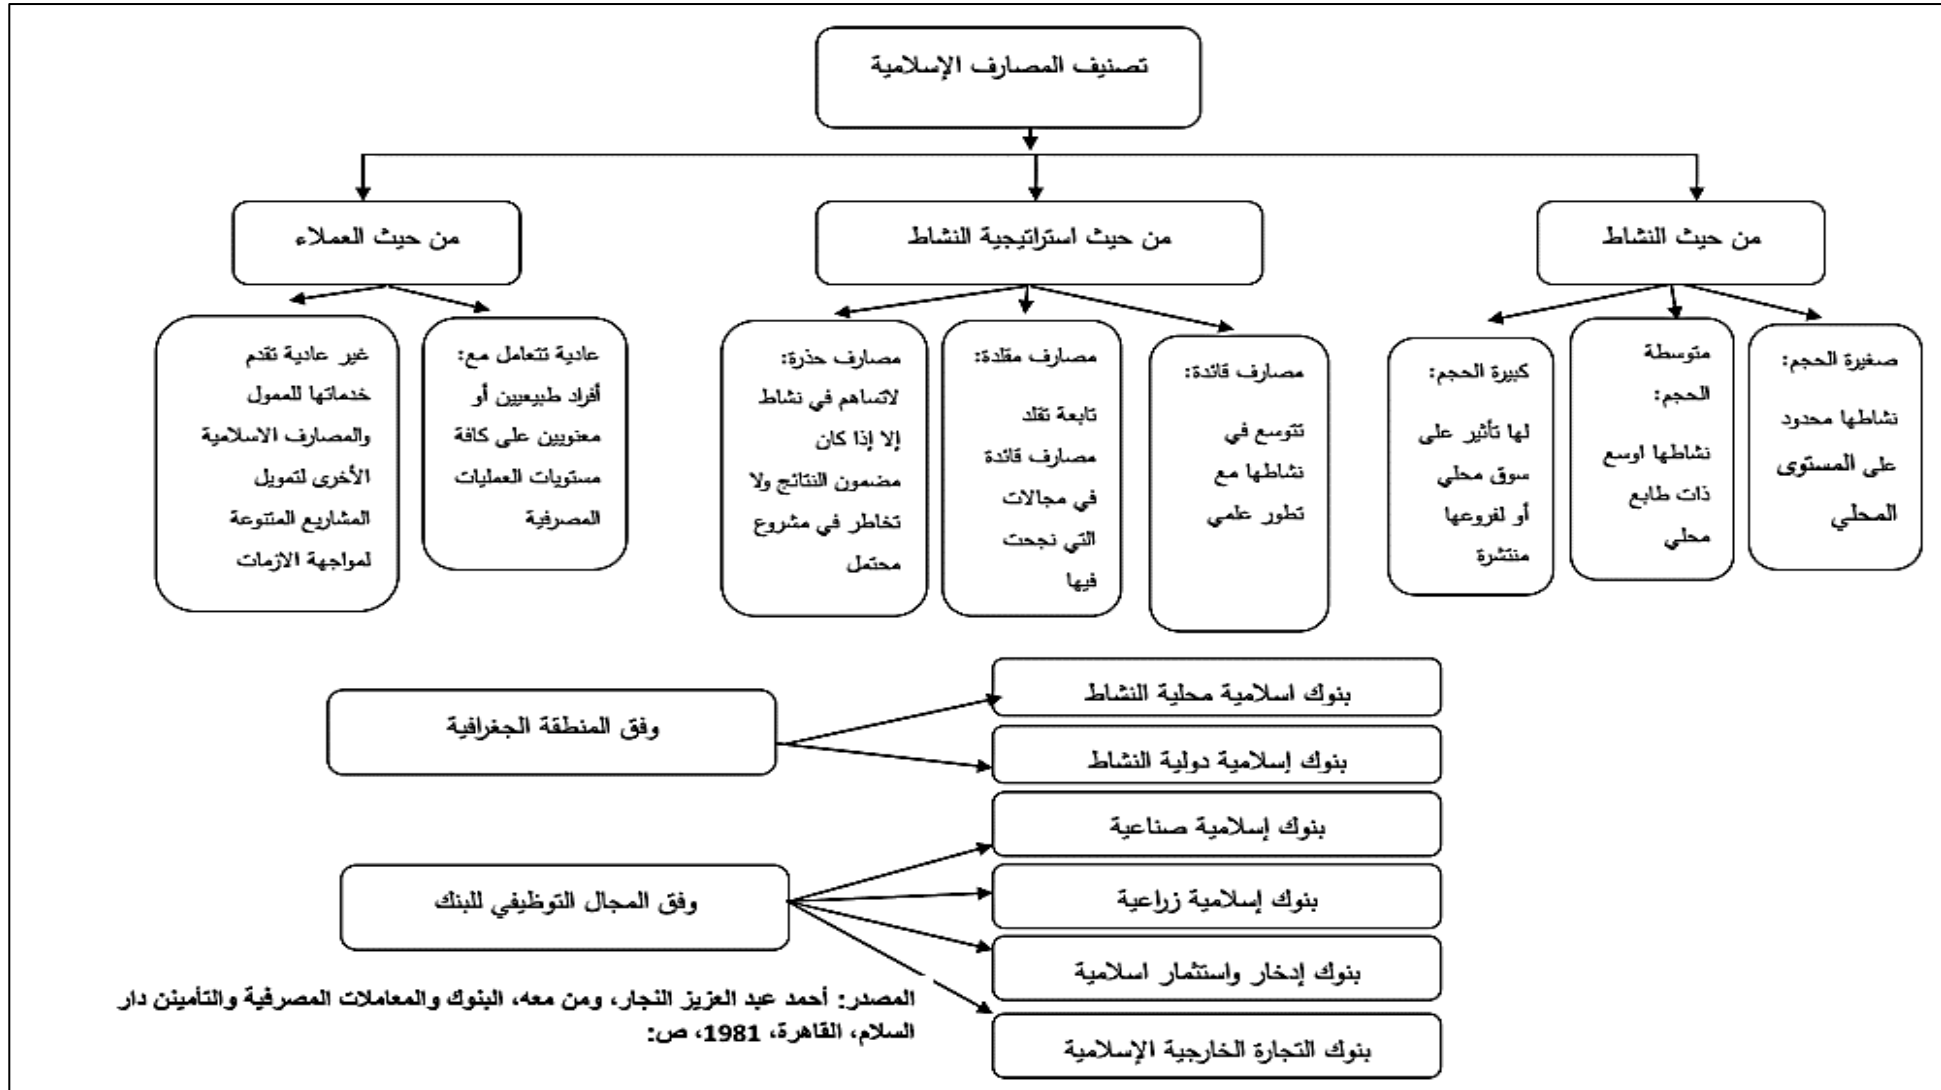 تصنيف المصارف الإسلامية
من حيث النشاط
من حيث استراتيجية النشاط
من حيث العملاء
صغيرة الحجم:
نشاطها محدود
على المستوى
المحلي
متوسطة
الحجم:
نشاطها اوسع
ذات طابع
محلي
كبيرة الحجم:
لها تأثير على
سوق محلي
أو لفروعها
منتشرة
مصارف قائدة:
تتوسع في
نشاطها مع
تطور علمي
مصارف مقلدة:
تابعة تقلد
مصارف قائدة
في مجالات
التي نجحت
فيها
مصارف حذرة:
لاتساهم في نشاط
إلا إذا كان
مضمون النتائج ولا
تخاطر في مشروع
محتمل
عادية تتعامل مع:
أفراد طبيعيين أو
معنويين على كافة
مستويات العمليات
المصرفية
غير عادية تقدم
خدماتها للممول
والمصارف الاسلامية
الأخرى لتمويل
المشاريع المتنوعة
لمواجهة الازمات
وفق المنطقة الجغرافية
بنوك اسلامية محلية النشاط
بنوك إسلامية دولية النشاط
وفق المجال التوظيفي للبنك
بنوك إسلامية صناعية
بنوك إسلامية زراعية
بنوك إدخار واستثمار اسلامية
بنوك التجارة الخارجية الإسلامية
المصدر: أحمد عبد العزيز النجار، ومن معه، البنوك والمعاملات المصرفية والتأمينن دار
السلام، القاهرة، 1981، ص: